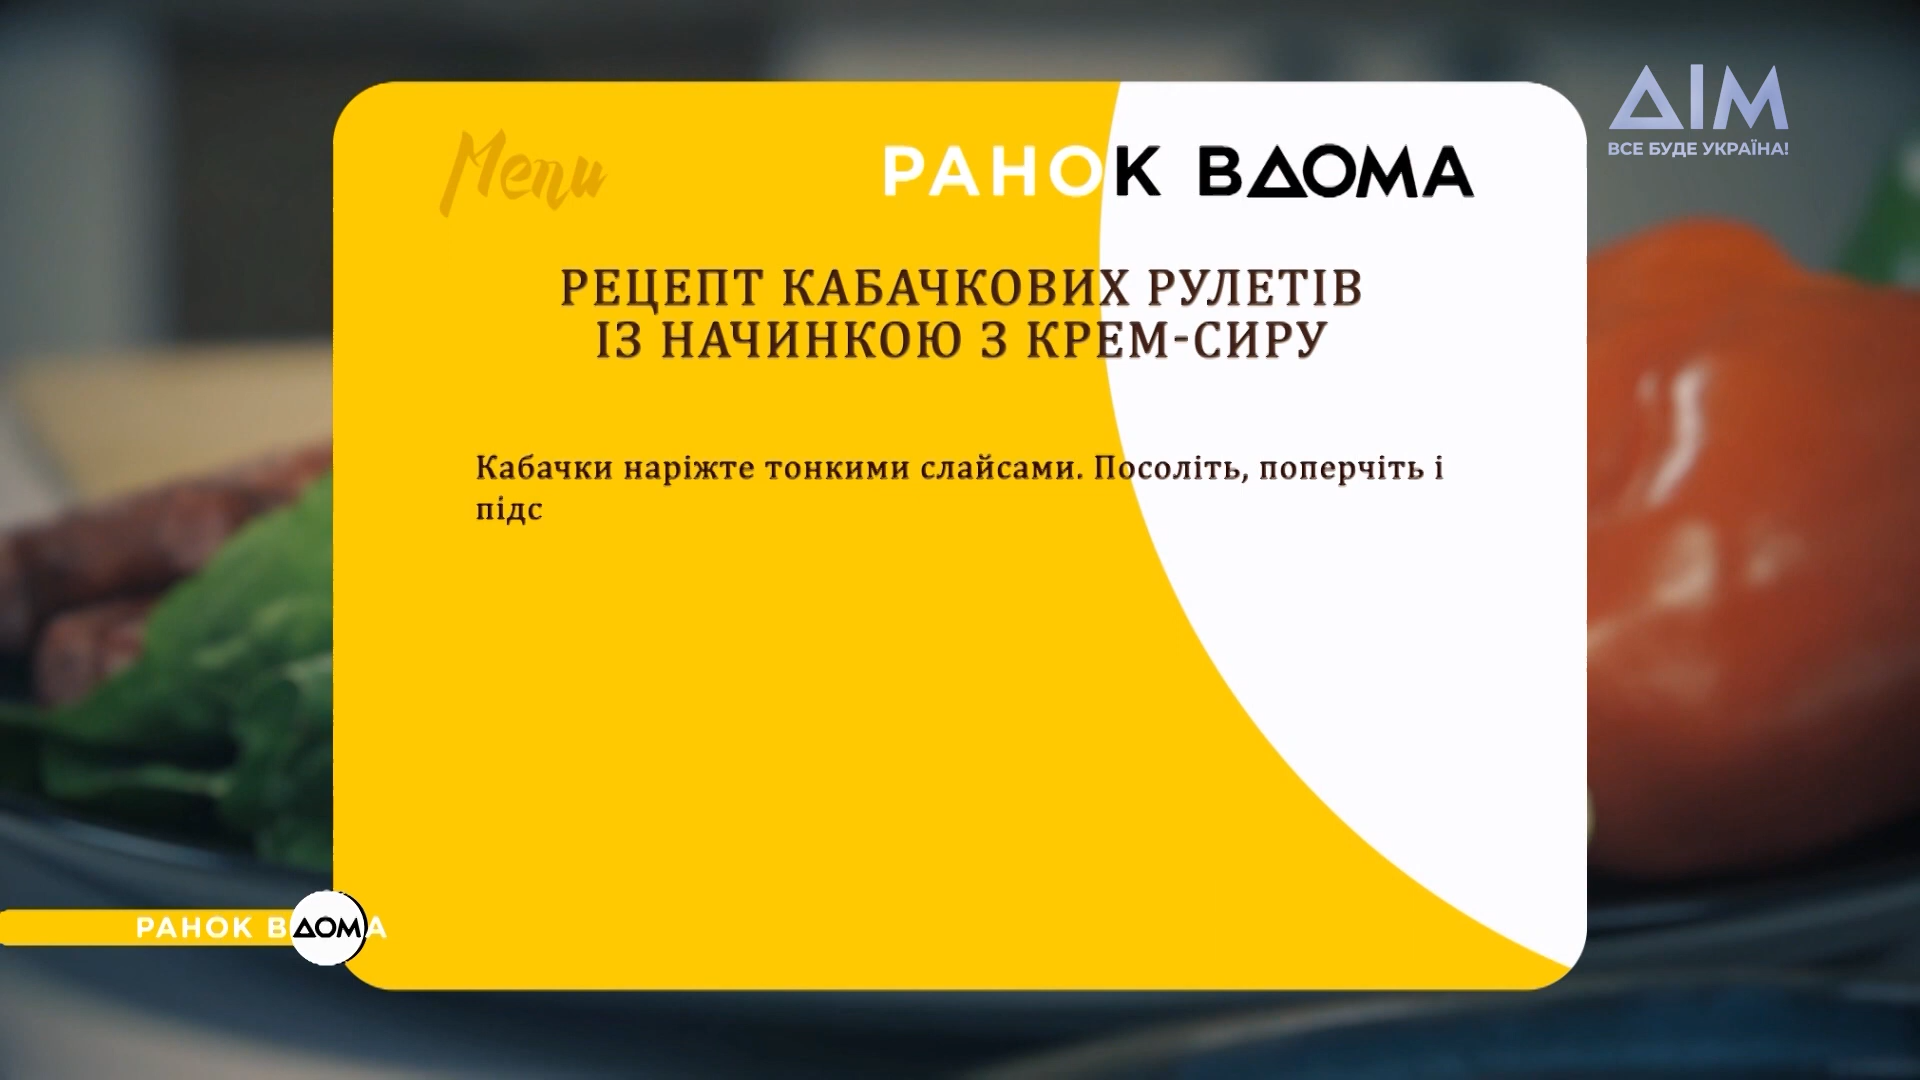 ДІМ
ВСЕ БУДЕ УКРАЇНА!
Menu
РАНОК ВДОМА
РЕЦЕПТ КАБАЧКОВИХ РУЛЕТІВ
ІЗ НАЧИНКОЮ З КРЕМ-СИРУ
Кабачки наріжте тонкими слайсами. Посоліть, поперчіть і
підс
РАНОК ВДОМА